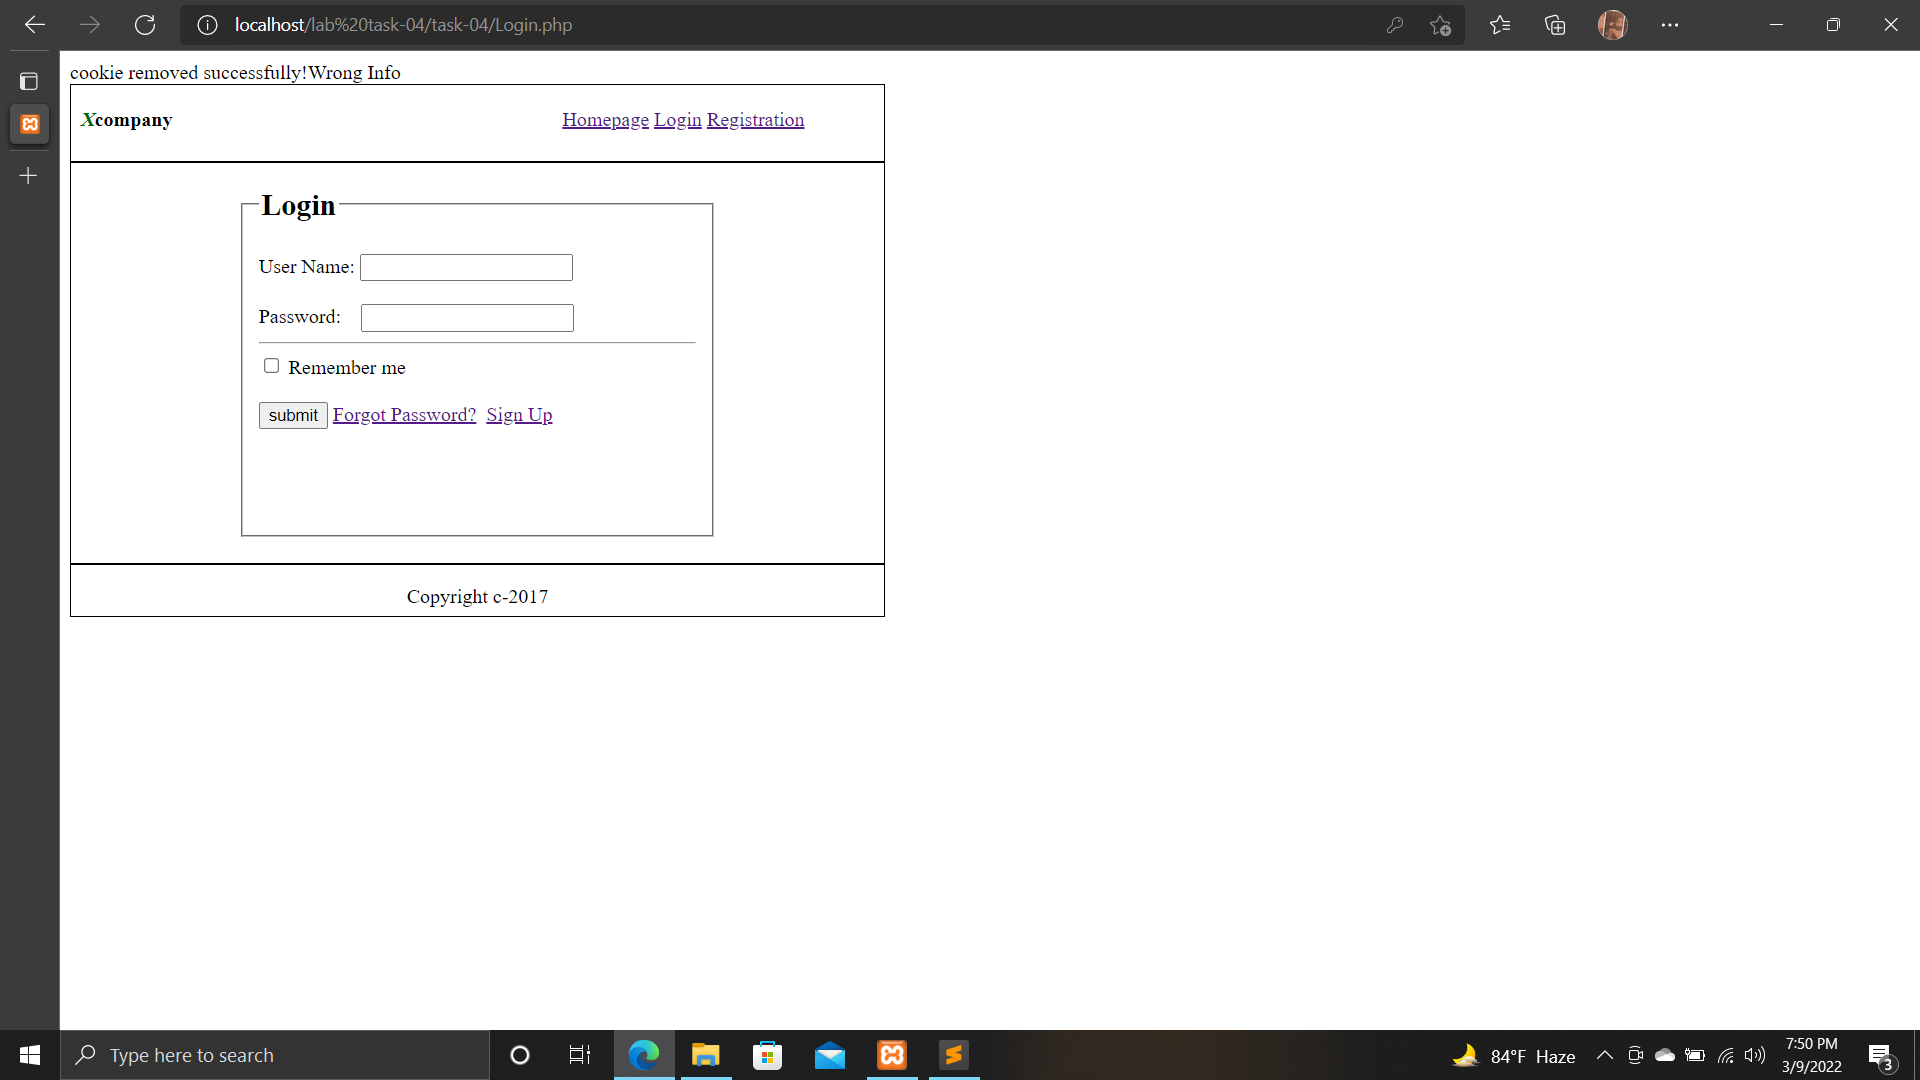 localhost/lab%20task-04/task-04/Login.php
cookie removed successfully!Wrong Info
Xcompany Homepage Login Registration
Login
User Name:
Password:
Remember me
submit Forgot Password? Sign Up
Copyright c-2017
Type here to search
84°F Haze
7:50 PM
3/9/2022
3